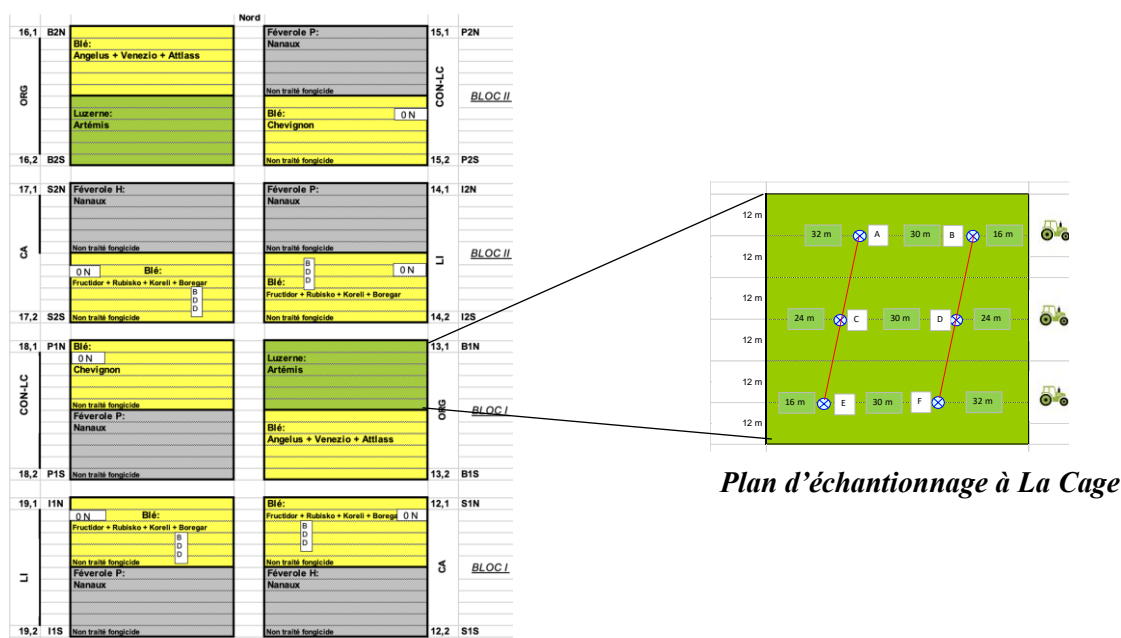 Nord
16,1 B2N
Blé:
Angelus + Venezio + Attlass
ORG
Luzerne:
Artémis
16,2 B2S
Féverole P:
Nanaux
Non traité fongicide
15,1 P2N
CON-LC
BLOC II
Blé:
0 N
Chevignon
Non traité fongicide
15,2 P2S
17,1 S2N
Féverole H:
Nanaux
Non traité fongicide
CA
0 N
Blé:
Fructidor + Rubisko + Koreli + Boregar
B
D
D
Non traité fongicide
17,2 S2S
Féverole P:
Nanaux
14,1 I2N
Non traité fongicide
LI
BLOC II
B
D
D
0 N
Blé:
Fructidor + Rubisko + Koreli + Boregar
Non traité fongicide
14,2 I2S
18,1 P1N
Blé:
0 N
Chevignon
Non traité fongicide
CON-LC
Féverole P:
Nanaux
18,2 P1S
Non traité fongicide
13,1 B1N
Luzerne:
Artémis
ORG
BLOC I
Blé:
Angelus + Venezio + Attlass
13,2 B1S
19,1 I1N
0 N
Blé:
Fructidor + Rubisko + Koreli + Boregar
B
D
D
Non traité fongicide
LI
Féverole P:
Nanaux
19,2 I1S
Non traité fongicide
Blé:
12,1 S1N
Fructidor + Rubisko + Koreli + Borega
0 N
B
D
D
Non traité fongicide
CA
BLOC I
Féverole H:
Nanaux
Non traité fongicide
12,2 S1S
12 m
32 m A 30 m B 16 m
12 m
12 m
24 m C 30 m D 24 m
12 m
12 m
16 m E 30 m F 32 m
12 m
Plan d'échantionnage à La Cage